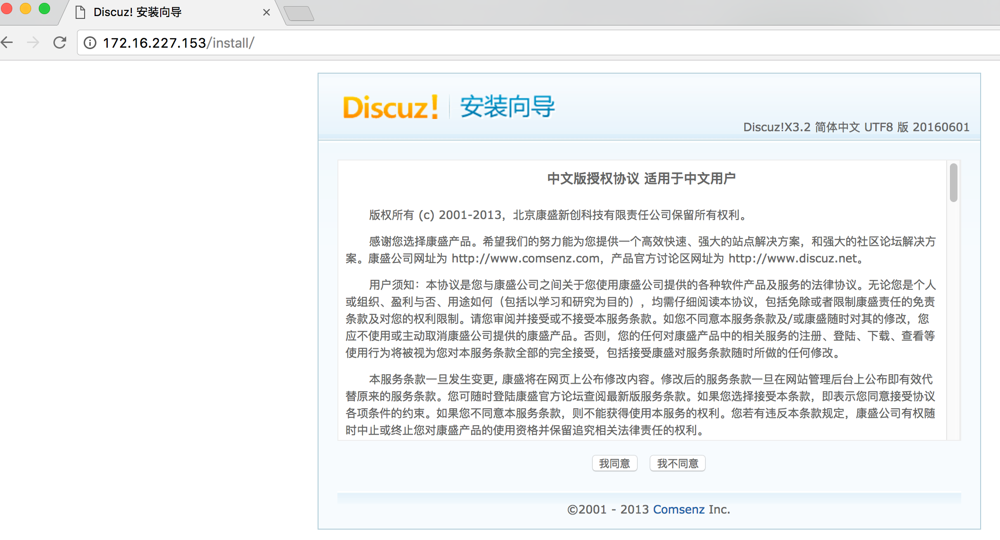 Discuz! 安装向导
172.16.227.153/install/
Discuz! 安装向导
Discuz!X3.2 简体中文 UTF8 版 20160601
中文版授权协议 适用于中文用户
版权所有 (c) 2001-2013，北京康盛新创科技有限责任公司保留所有权利。
感谢您选择康盛产品。希望我们的努力能为您提供一个高效快速、强大的站点解决方案，和强大的社区论坛解决方
案。康盛公司网址为 http://www.comsenz.com，产品官方讨论区网址为 http://www.discuz.net。
用户须知：本协议是您与康盛公司之间关于您使用康盛公司提供的各种软件产品及服务的法律协议。无论您是个人
或组织、盈利与否、用途如何（包括以学习和研究为目的），均需仔细阅读本协议，包括免除或者限制康盛责任的免责
条款及对您的权利限制。请您审阅并接受或不接受本服务条款。如您不同意本服务条款及/或康盛随时对其的修改，您
应不使用或主动取消康盛公司提供的康盛产品。否则，您的任何对康盛产品中的相关服务的注册、登陆、下载、查看等
使用行为将被视为您对本服务条款全部的完全接受，包括接受康盛对服务条款随时所做的任何修改。
本服务条款一旦发生变更, 康盛将在网页上公布修改内容。修改后的服务条款一旦在网站管理后台上公布即有效代
替原来的服务条款。您可随时登陆康盛官方论坛查阅最新版服务条款。如果您选择接受本条款，即表示您同意接受协议
各项条件的约束。如果您不同意本服务条款，则不能获得使用本服务的权利。您若有违反本条款规定，康盛公司有权随
时中止或终止您对康盛产品的使用资格并保留追究相关法律责任的权利。
我同意 我不同意
©2001 - 2013 Comsenz Inc.